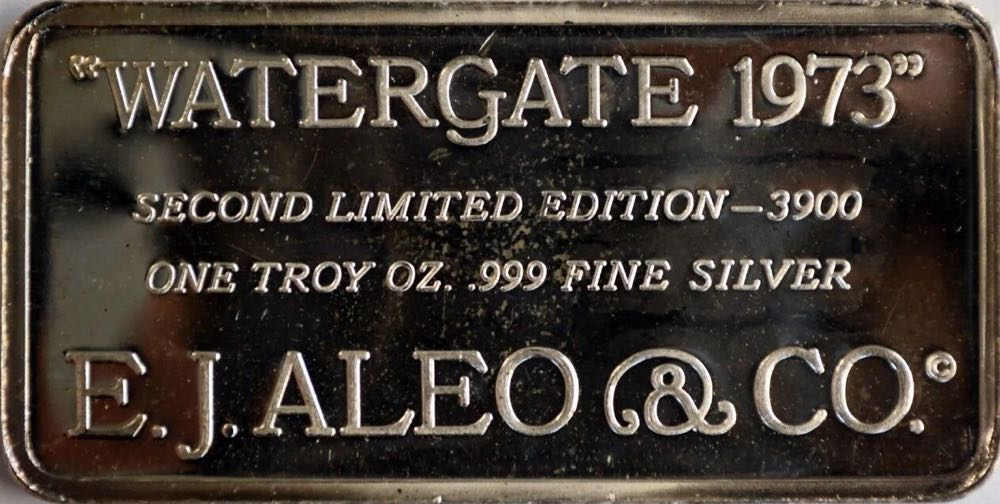 “WATERGATE 1973”
SECOND LIMITED EDITION–3900
ONE TROY OZ. .999 FINE SILVER
E.J. ALEO & CO.©